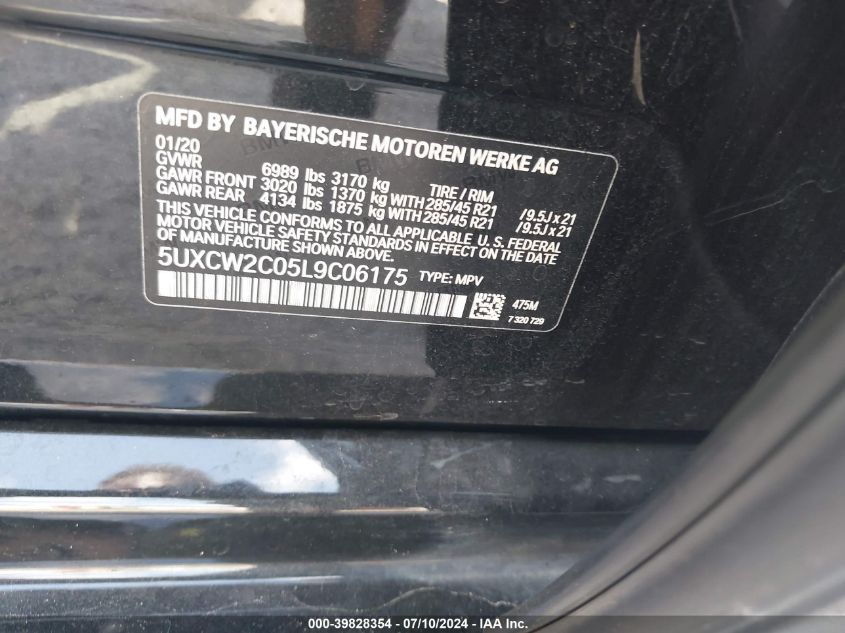 MFD BY BAYERISCHE MOTOREN WERKE AG
01/20
GVWR 6989 lbs 3170 kg TIRE / RIM
GAWR FRONT 3020 lbs 1370 kg WITH 285/45 R21 /9.5J x 21
GAWR REAR 4134 lbs 1875 kg WITH 285/45 R21 /9.5J x 21
THIS VEHICLE CONFORMS TO ALL APPLICABLE U. S. FEDERAL
MOTOR VEHICLE SAFETY STANDARDS IN EFFECT ON THE DATE
OF MANUFACTURE SHOWN ABOVE.
5UXCW2C05L9C06175 TYPE: MPV
475M
7 320 729
000-39828354 / 07/10/2024 - IAA Inc.